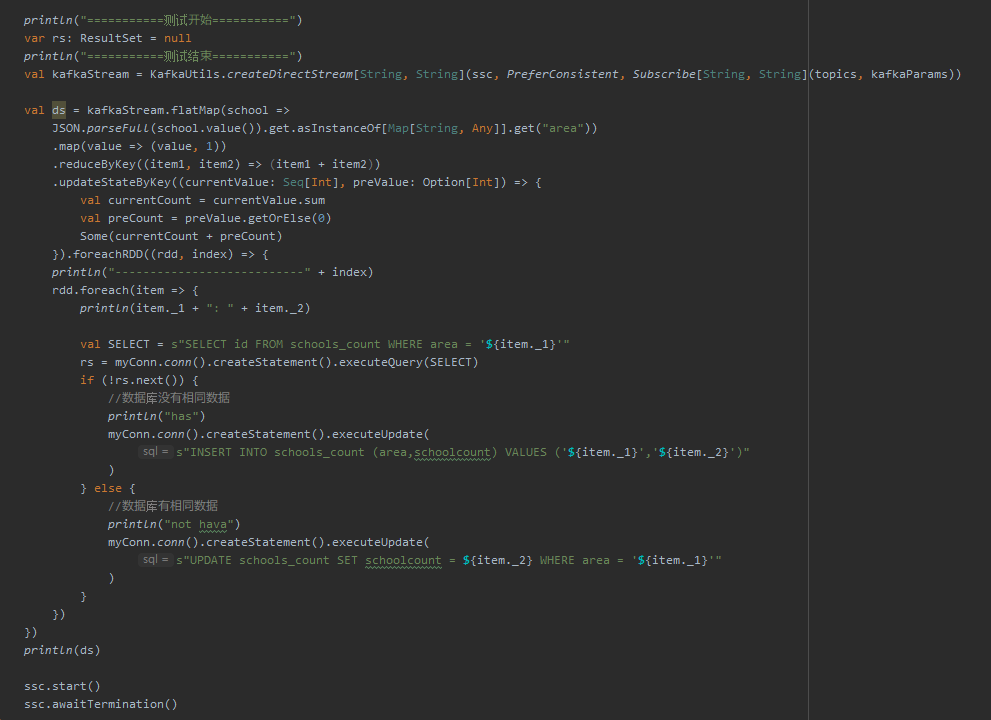 println("===========测试开始===========")
var rs: ResultSet = null
println("===========测试结束===========")
val kafkaStream = KafkaUtils.createDirectStream[String, String](ssc, PreferConsistent, Subscribe[String, String](topics, kafkaParams))
val ds = kafkaStream.flatMap(school =>
JSON.parseFull(school.value()).get.asInstanceOf[Map[String, Any]].get("area"))
.map(value => (value, 1))
.reduceByKey((item1, item2) => (item1 + item2))
.updateStateByKey((currentValue: Seq[Int], preValue: Option[Int]) => {
val currentCount = currentValue.sum
val preCount = preValue.getOrElse(0)
Some(currentCount + preCount)
}).foreachRDD((rdd, index) => {
println("---------------------------" + index)
rdd.foreach(item => {
println(item._1 + ": " + item._2)
val SELECT = s"SELECT id FROM schools_count WHERE area = '${item._1}'"
rs = myConn.conn().createStatement().executeQuery(SELECT)
if (!rs.next()) {
//数据库没有相同数据
println("has")
myConn.conn().createStatement().executeUpdate(
sql = s"INSERT INTO schools_count (area,schoolcount) VALUES ('${item._1}','${item._2}')"
)
} else {
//数据库有相同数据
println("not hava")
myConn.conn().createStatement().executeUpdate(
sql = s"UPDATE schools_count SET schoolcount = ${item._2} WHERE area = '${item._1}'"
)
}
})
})
println(ds)
ssc.start()
ssc.awaitTermination()